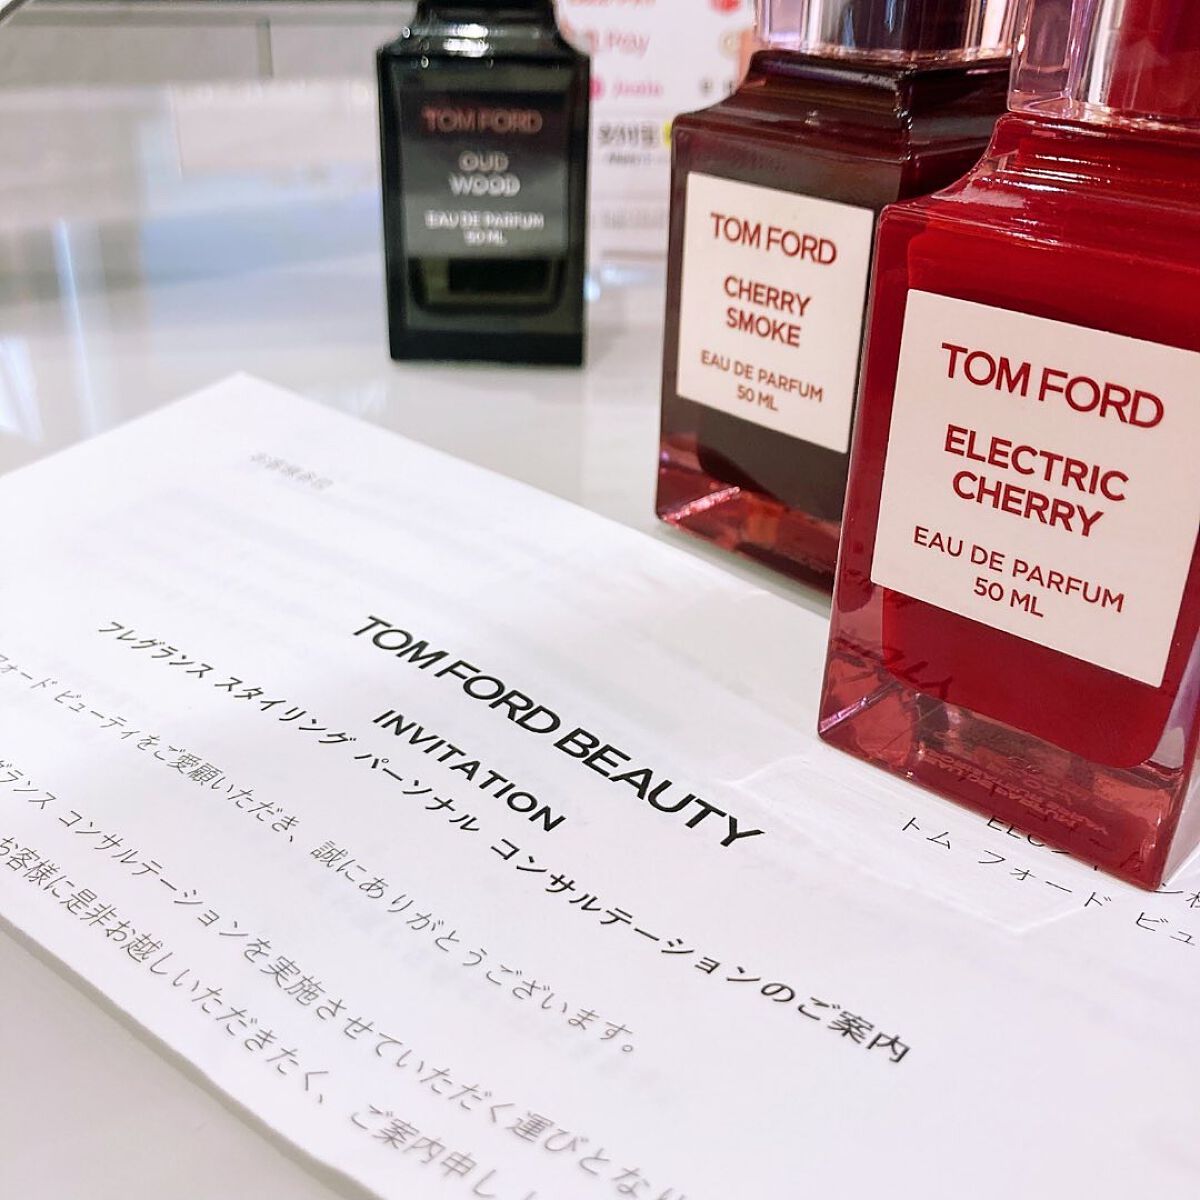 TOM FORD
OUD
WOOD
EAU DE PARFUM
50 ML
Pay
TOM FORD
CHERRY
SMOKE
EAU DE PARFUM
50 ML
TOM FORD
ELECTRIC
CHERRY
EAU DE PARFUM
50 ML
TOM FORD BEAUTY
INVITATION
フレグランス スタイリング パーソナル コンサルテーションのご案内
フォード ビューティをご愛顧いただき、誠にありがとうございます。
グランス コンサルテーションを実施させていただく運びとなり
お客様に是非お越しいただきたく、ご案内申し
トム フォード ビュ